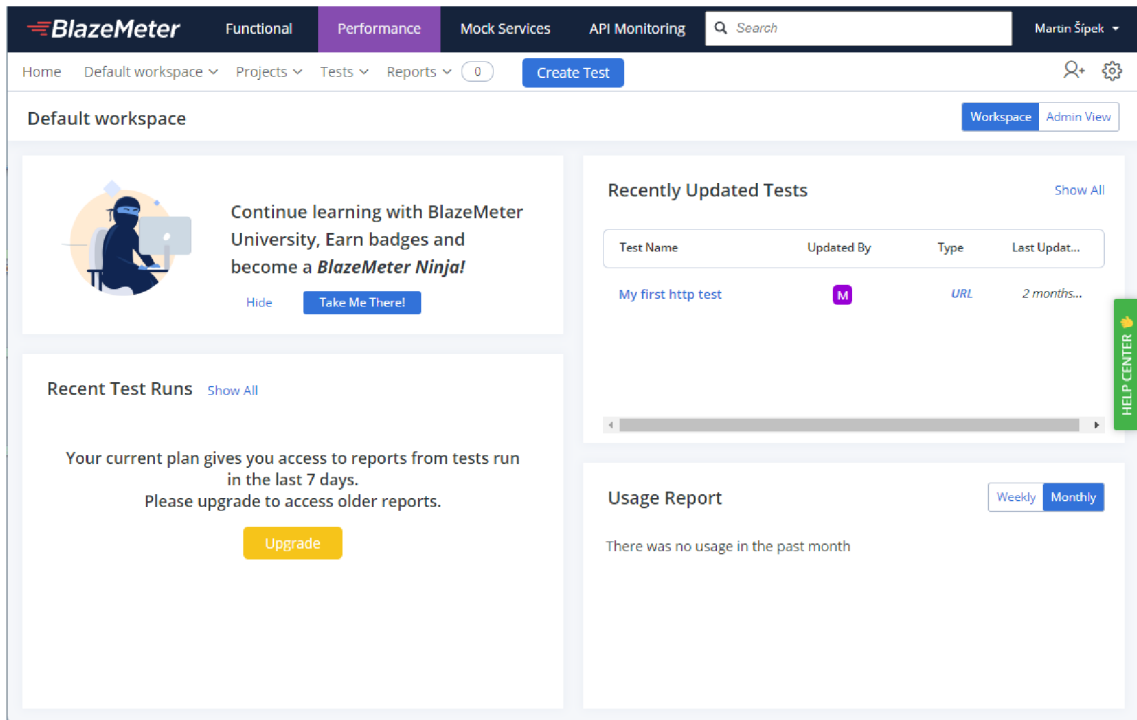 BlazeMeter Functional Performance Mock Services API Monitoring Search Martin Šípek
Home Default workspace Projects Tests Reports 0 Create Test
Default workspace Workspace Admin View
Continue learning with BlazeMeter
University, Earn badges and
become a BlazeMeter Ninja!
Hide Take Me There!
Recently Updated Tests Show All
Test Name Updated By Type Last Updat...
My first http test M URL 2 months...
HELP CENTER
Recent Test Runs Show All
Your current plan gives you access to reports from tests run
in the last 7 days.
Please upgrade to access older reports.
Upgrade
Usage Report Weekly Monthly
There was no usage in the past month